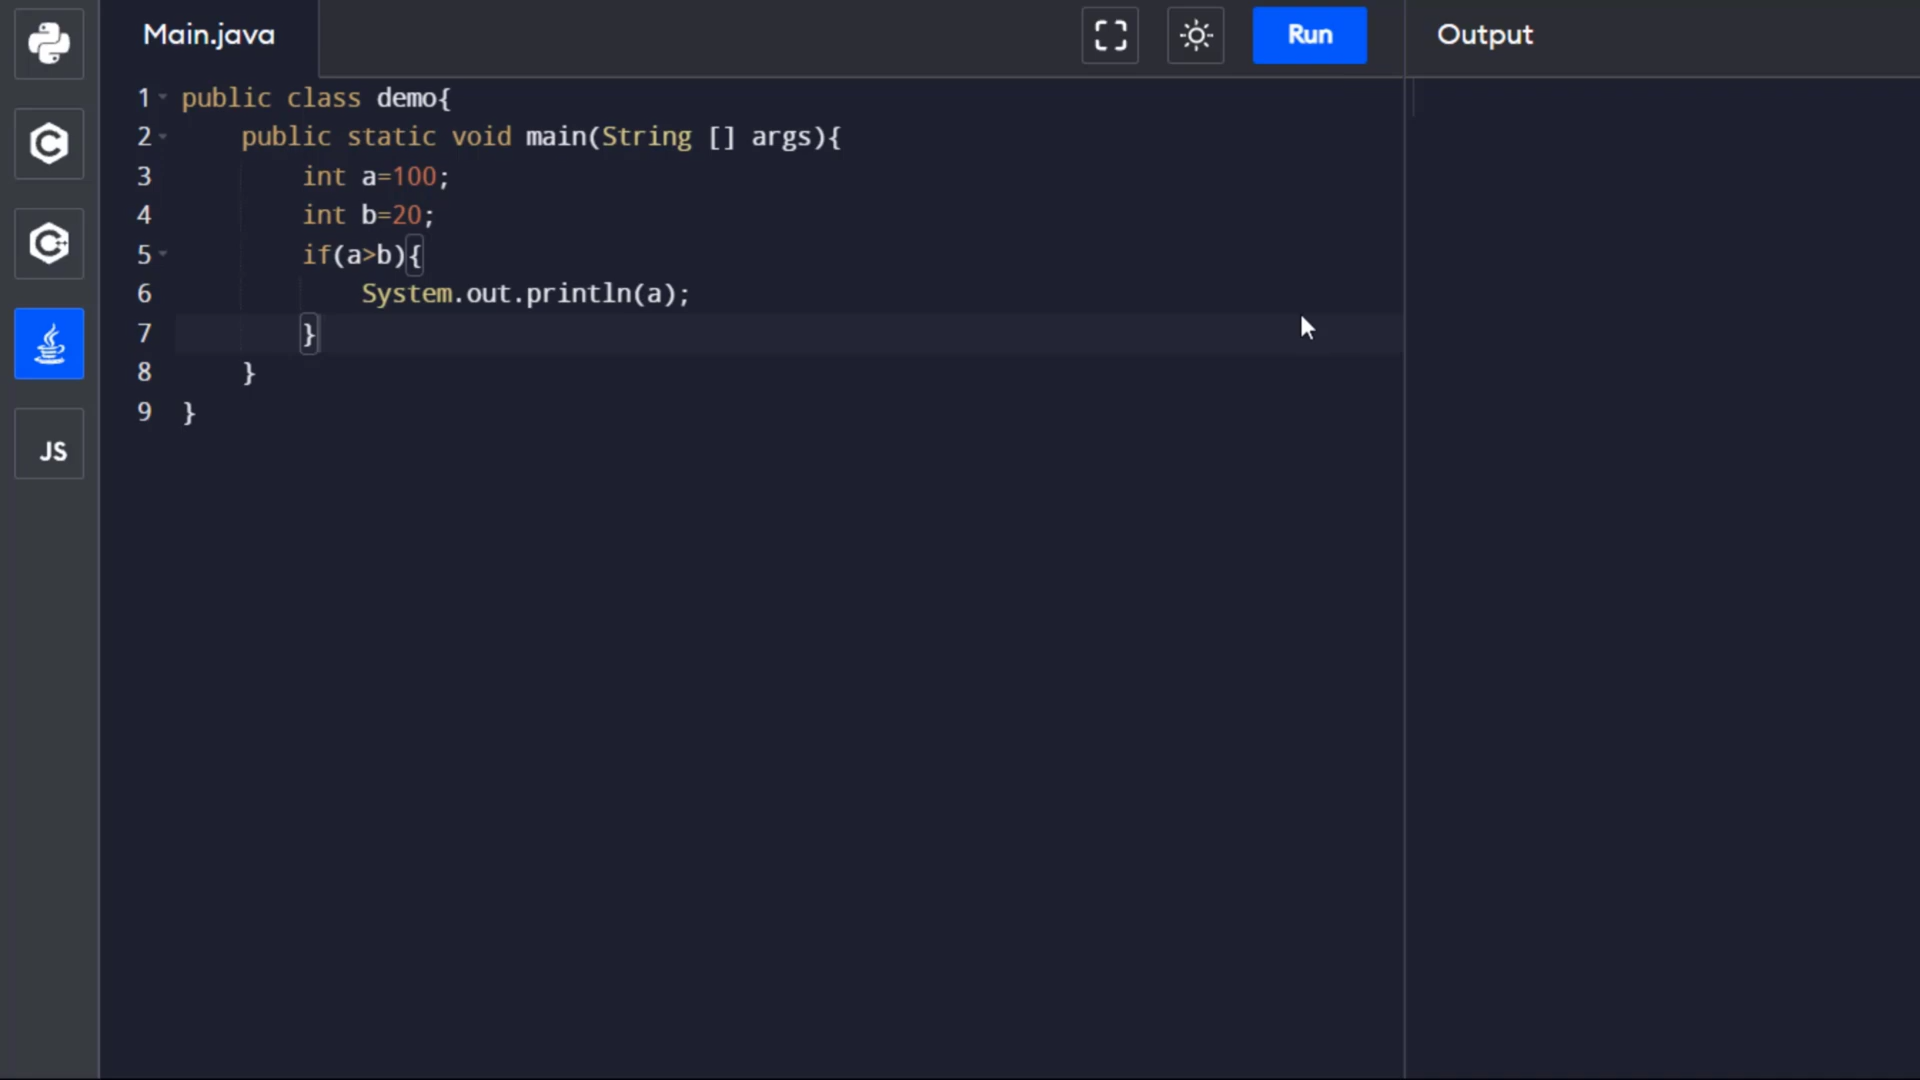 Main.java
Run
Output
1 public class demo{
2 public static void main(String [] args){
3 int a=100;
4 int b=20;
5 if(a>b){
6 System.out.println(a);
7 }
8 }
9 }
C
C++
JS